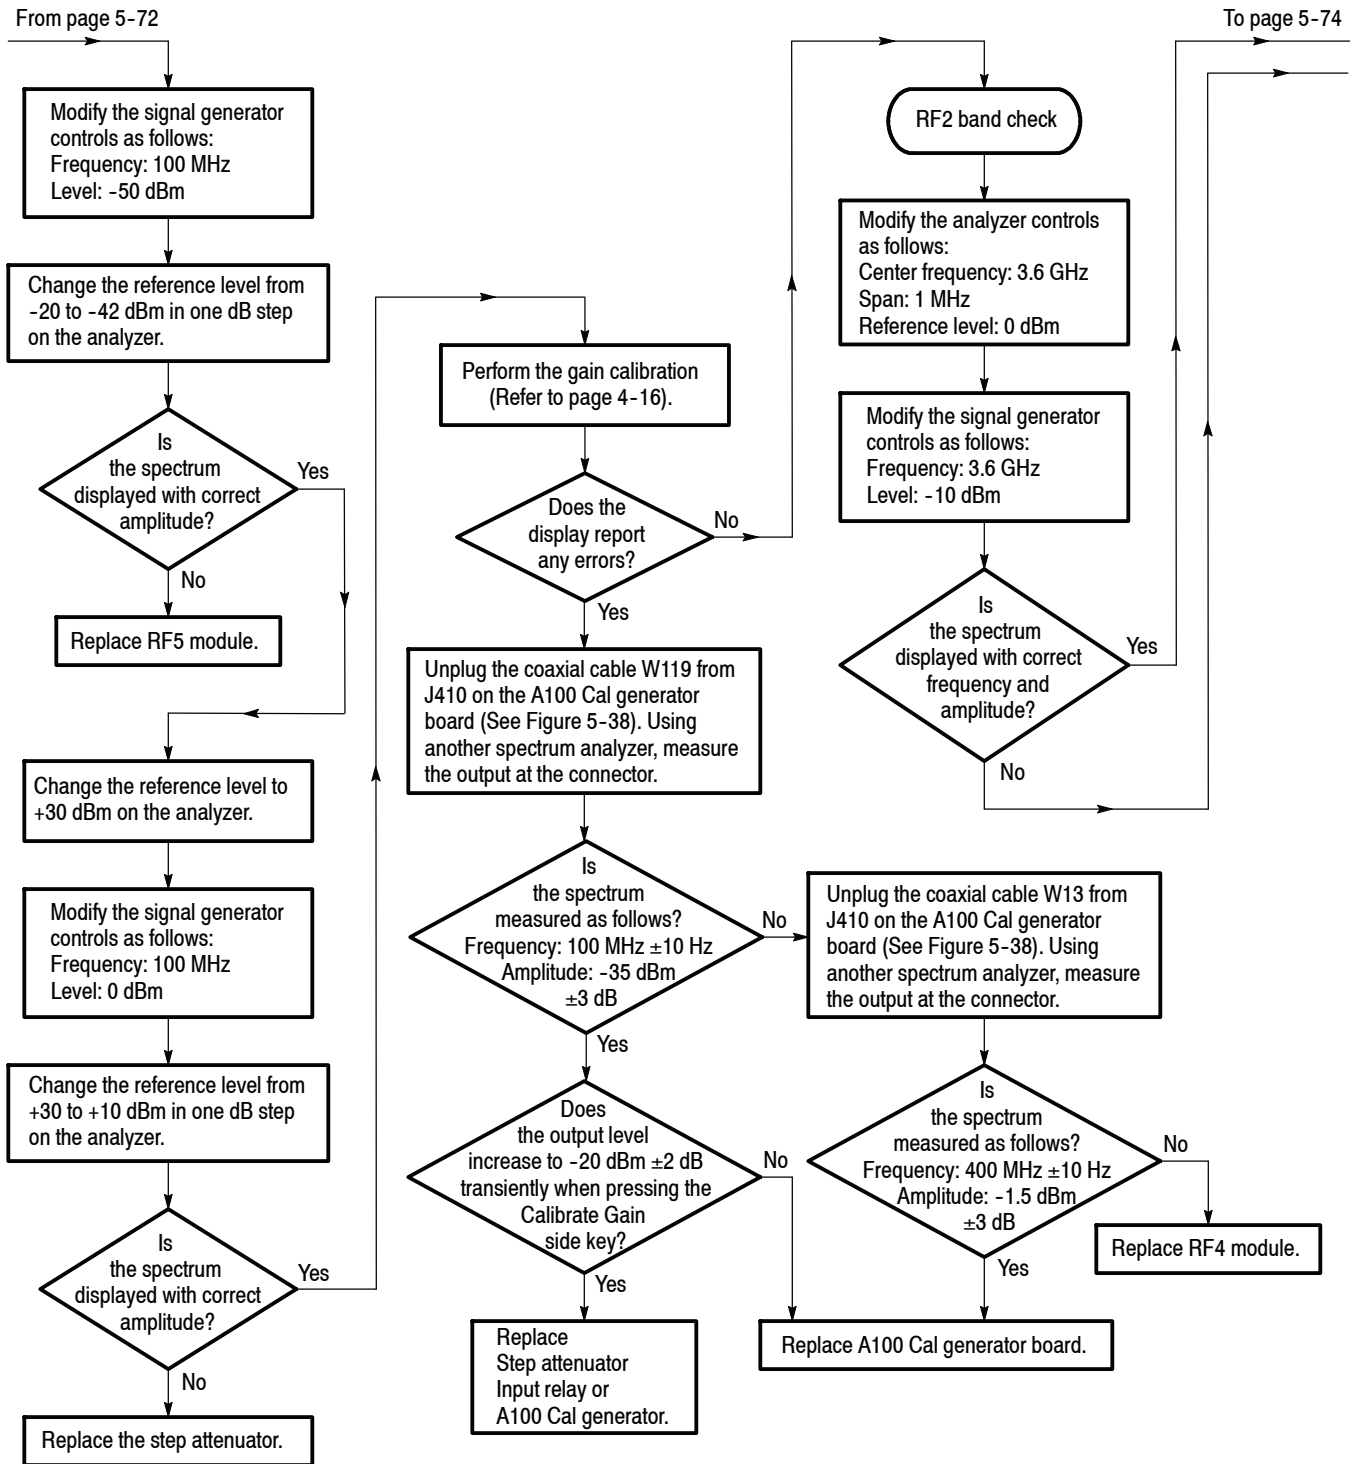 From page 5-72
To page 5-74
Modify the signal generator
controls as follows:
Frequency: 100 MHz
Level: -50 dBm
Change the reference level from
-20 to -42 dBm in one dB step
on the analyzer.
Is
the spectrum
displayed with correct
amplitude?
Yes
No
Replace RF5 module.
Change the reference level to
+30 dBm on the analyzer.
Modify the signal generator
controls as follows:
Frequency: 100 MHz
Level: 0 dBm
Change the reference level from
+30 to +10 dBm in one dB step
on the analyzer.
Is
the spectrum
displayed with correct
amplitude?
Yes
No
Replace the step attenuator.
Perform the gain calibration
(Refer to page 4-16).
Does the
display report
any errors?
No
Yes
Unplug the coaxial cable W119 from
J410 on the A100 Cal generator
board (See Figure 5-38). Using
another spectrum analyzer, measure
the output at the connector.
Is
the spectrum
measured as follows?
Frequency: 100 MHz ±10 Hz
Amplitude: -35 dBm
±3 dB
No
Yes
Does
the output level
increase to -20 dBm ±2 dB
transiently when pressing the
Calibrate Gain
side key?
No
Yes
Replace
Step attenuator
Input relay or
A100 Cal generator.
RF2 band check
Modify the analyzer controls
as follows:
Center frequency: 3.6 GHz
Span: 1 MHz
Reference level: 0 dBm
Modify the signal generator
controls as follows:
Frequency: 3.6 GHz
Level: -10 dBm
Is
the spectrum
displayed with correct
frequency and
amplitude?
Yes
No
Unplug the coaxial cable W13 from
J410 on the A100 Cal generator
board (See Figure 5-38). Using
another spectrum analyzer, measure
the output at the connector.
Is
the spectrum
measured as follows?
Frequency: 400 MHz ±10 Hz
Amplitude: -1.5 dBm
±3 dB
No
Yes
Replace RF4 module.
Replace A100 Cal generator board.